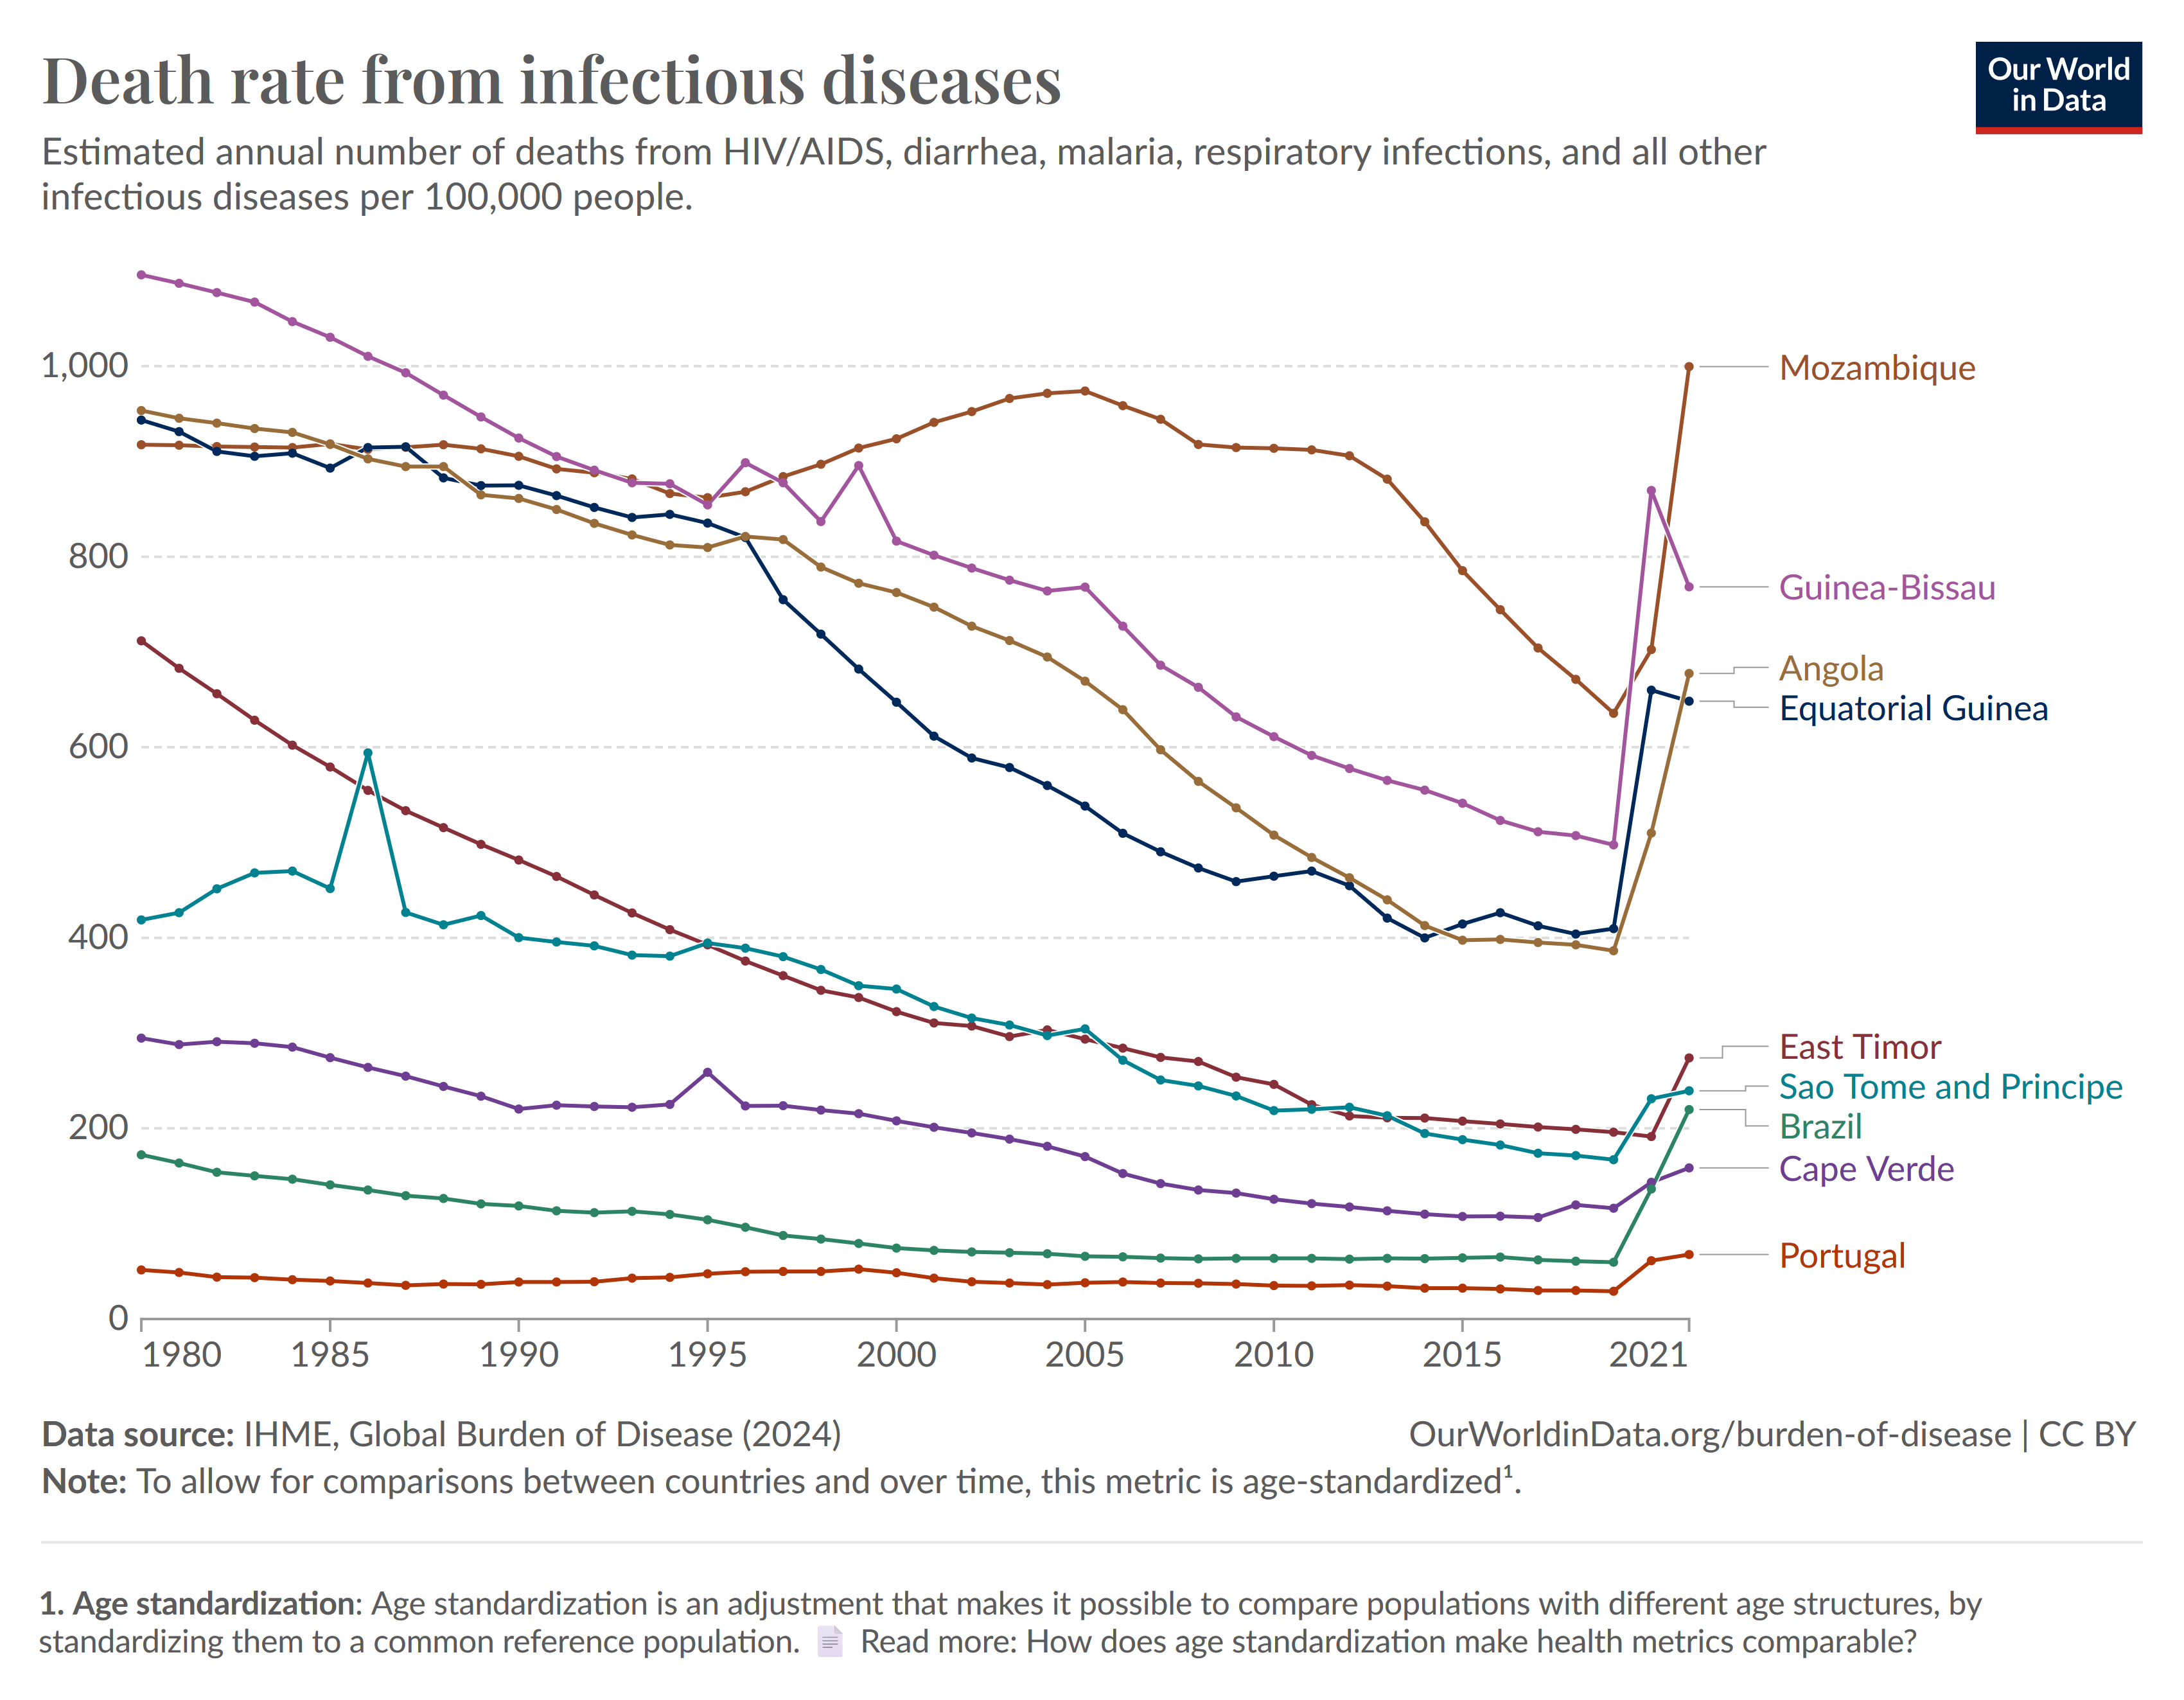 Death rate from infectious diseases
Our World
in Data
Estimated annual number of deaths from HIV/AIDS, diarrhea, malaria, respiratory infections, and all other
infectious diseases per 100,000 people.
1,000
800
600
400
200
0
Mozambique
Guinea-Bissau
Angola
Equatorial Guinea
East Timor
Sao Tome and Principe
Brazil
Cape Verde
Portugal
1980 1985 1990 1995 2000 2005 2010 2015 2021
Data source: IHME, Global Burden of Disease (2024)
OurWorldinData.org/burden-of-disease | CC BY
Note: To allow for comparisons between countries and over time, this metric is age-standardized¹.
1. Age standardization: Age standardization is an adjustment that makes it possible to compare populations with different age structures, by
standardizing them to a common reference population. Read more: How does age standardization make health metrics comparable?